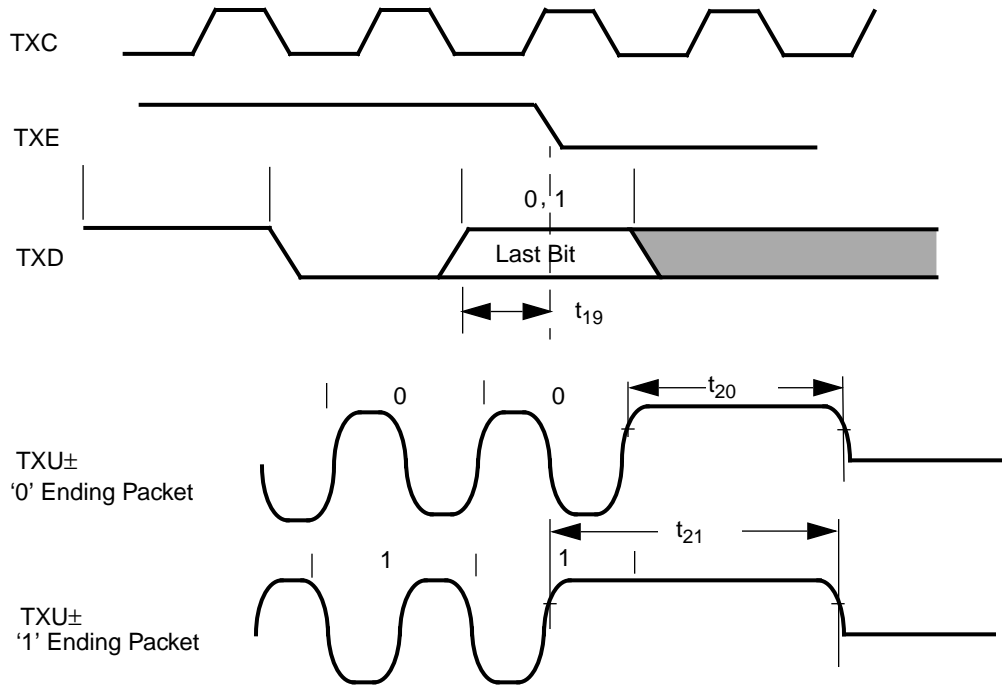 TXC
TXE
0, 1
TXD
Last Bit
t19
0 0
t20
TXU±
‘0’ Ending Packet
t21
1 1
TXU±
‘1’ Ending Packet